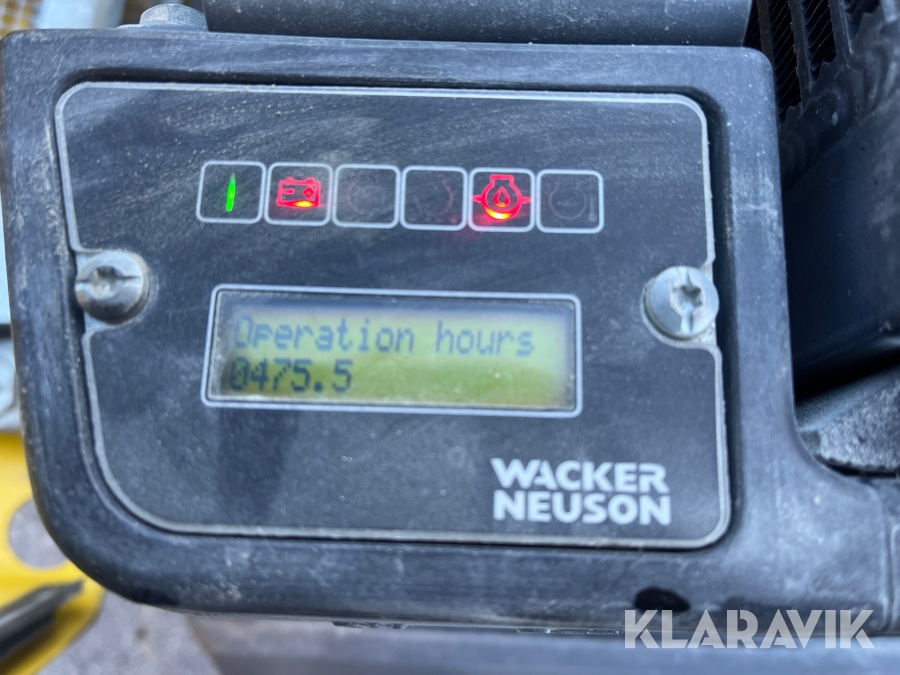 Operation hours
0475.5
WACKER
NEUSON
KLARAVIK